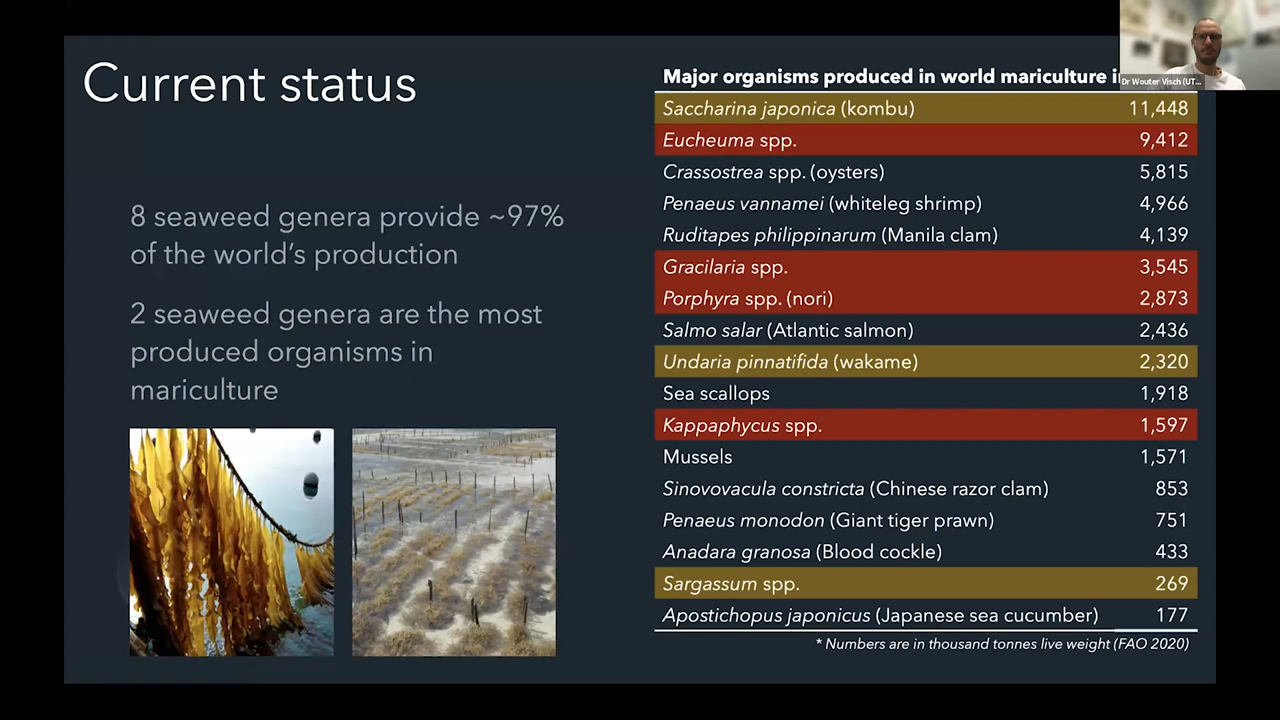 Current status
8 seaweed genera provide ~97%
of the world's production
2 seaweed genera are the most
produced organisms in
mariculture
Major organisms produced in world mariculture
Saccharina japonica (kombu) 11,448
Eucheuma spp. 9,412
Crassostrea spp. (oysters) 5,815
Penaeus vannamei (whiteleg shrimp) 4,966
Ruditapes philippinarum (Manila clam) 4,139
Gracilaria spp. 3,545
Porphyra spp. (nori) 2,873
Salmo salar (Atlantic salmon) 2,436
Undaria pinnatifida (wakame) 2,320
Sea scallops 1,918
Kappaphycus spp. 1,597
Mussels 1,571
Sinovovacula constricta (Chinese razor clam) 853
Penaeus monodon (Giant tiger prawn) 751
Anadara granosa (Blood cockle) 433
Sargassum spp. 269
Apostichopus japonicus (Japanese sea cucumber) 177
* Numbers are in thousand tonnes live weight (FAO 2020)
Dr Wouter Visch (UT...